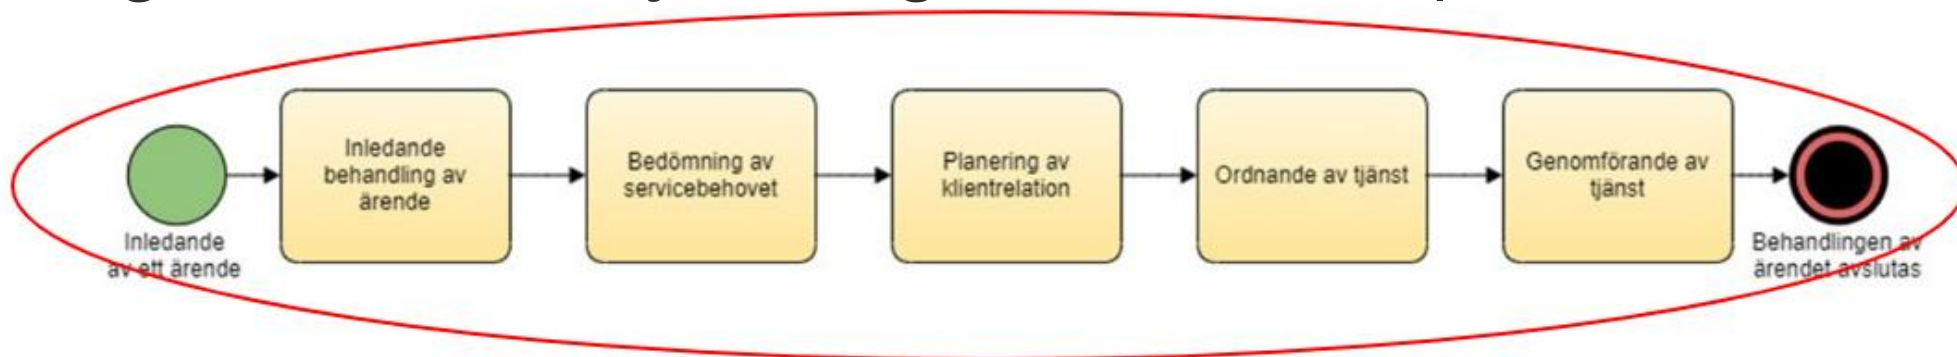 Inledande
av ett ärende
Inledande
behandling av
ärende
Bedömning av
servicebehovet
Planering av
klientrelation
Ordnande av tjänst
Genomförande av
tjänst
Behandlingen av
ärendet avslutas